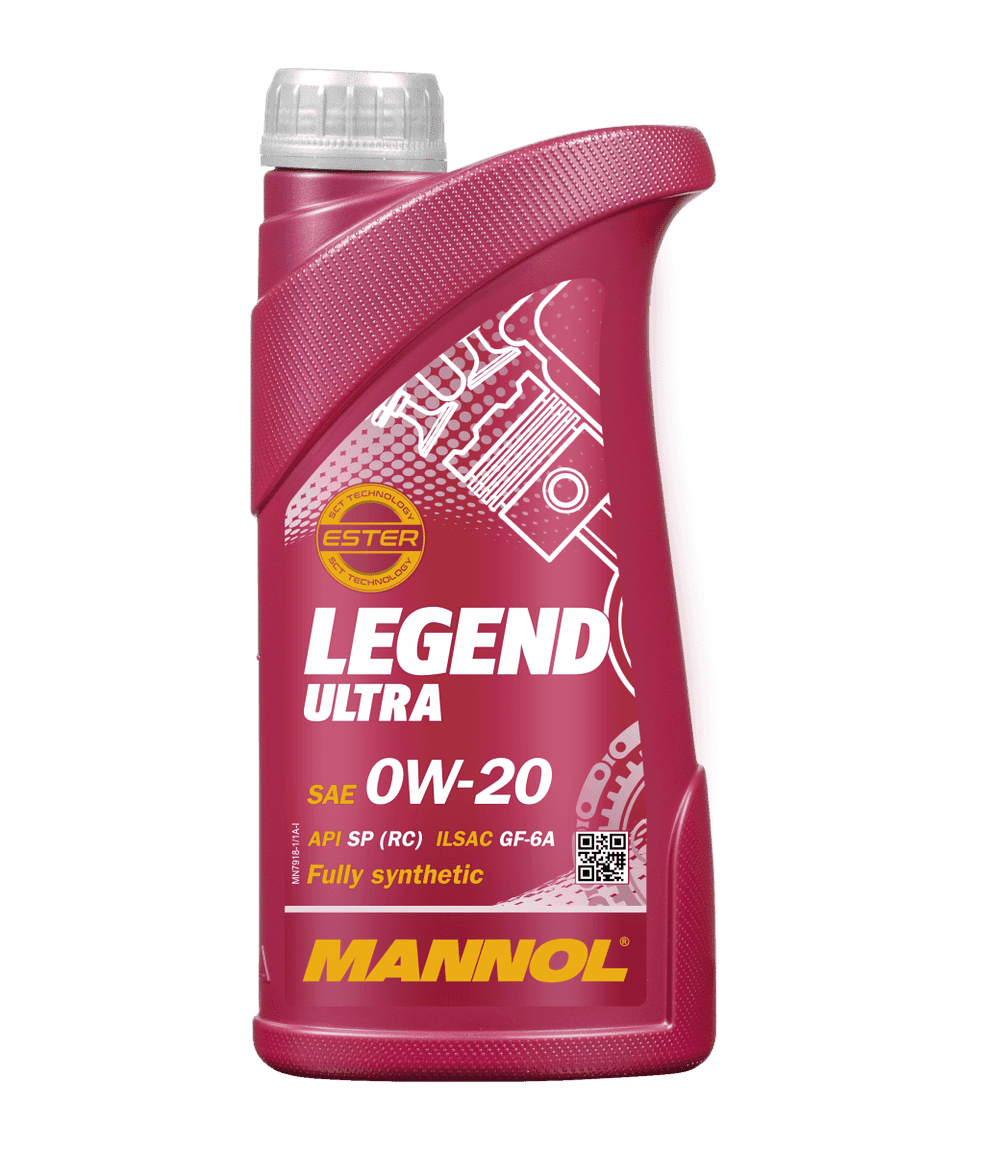 SCT TECHNOLOGY
ESTER
SCT TECHNOLOGY
LEGEND
ULTRA
SAE 0W-20
API SP (RC) ILSAC GF-6A
Fully synthetic
MN7918-1/1A-I
MANNOL®